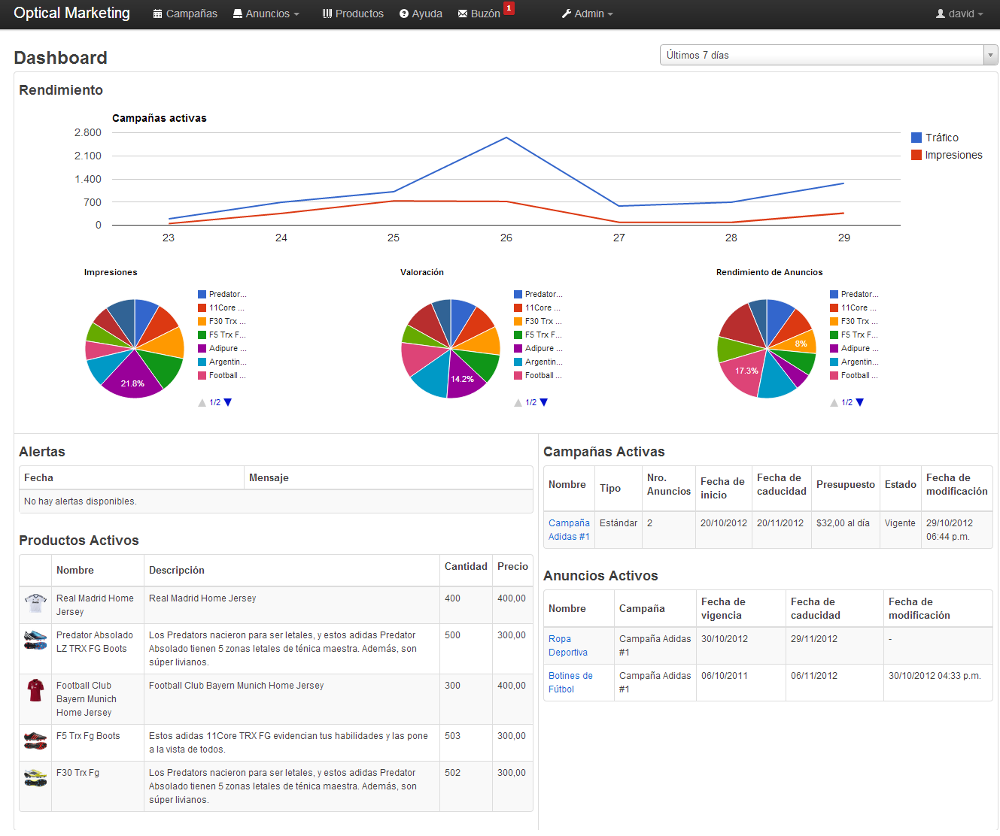 Optical Marketing Campañas Anuncios Productos Ayuda Buzón 1 Admin david
Dashboard
Últimos 7 días
Rendimiento
Campañas activas
2.800
2.100
1.400
700
0
23 24 25 26 27 28 29
Tráfico
Impresiones
Impresiones
21.8%
Predator...
11Core ...
F30 Trx ...
F5 Trx F...
Adipure ...
Argentin...
Football ...
1/2
Valoración
14.2%
Predator...
11Core ...
F30 Trx ...
F5 Trx F...
Adipure ...
Argentin...
Football ...
1/2
Rendimiento de Anuncios
8%
17.3%
Predator...
11Core ...
F30 Trx ...
F5 Trx F...
Adipure ...
Argentin...
Football ...
1/2
Alertas
Fecha Mensaje
No hay alertas disponibles.
Productos Activos
Nombre Descripción Cantidad Precio
Real Madrid Home Real Madrid Home Jersey 400 400,00
Jersey
Predator Absolado Los Predators nacieron para ser letales, y estos adidas Predator 500 300,00
LZ TRX FG Boots Absolado tienen 5 zonas letales de ténica maestra. Además, son
súper livianos.
Football Club Football Club Bayern Munich Home Jersey 300 400,00
Bayern Munich
Home Jersey
F5 Trx Fg Boots Estos adidas 11Core TRX FG evidencian tus habilidades y las pone 503 300,00
a la vista de todos.
F30 Trx Fg Los Predators nacieron para ser letales, y estos adidas Predator 502 300,00
Absolado tienen 5 zonas letales de ténica maestra. Además, son
súper livianos.
Campañas Activas
Nombre Tipo Nro. Fecha de Fecha de Presupuesto Estado Fecha de
Anuncios inicio caducidad modificación
Campaña Estándar 2 20/10/2012 20/11/2012 $32,00 al día Vigente 29/10/2012
Adidas #1 06:44 p.m.
Anuncios Activos
Nombre Campaña Fecha de Fecha de Fecha de
vigencia caducidad modificación
Ropa Campaña Adidas 30/10/2012 29/11/2012 -
Deportiva #1
Botines de Campaña Adidas 06/10/2011 06/11/2012 30/10/2012 04:33 p.m.
Fútbol #1